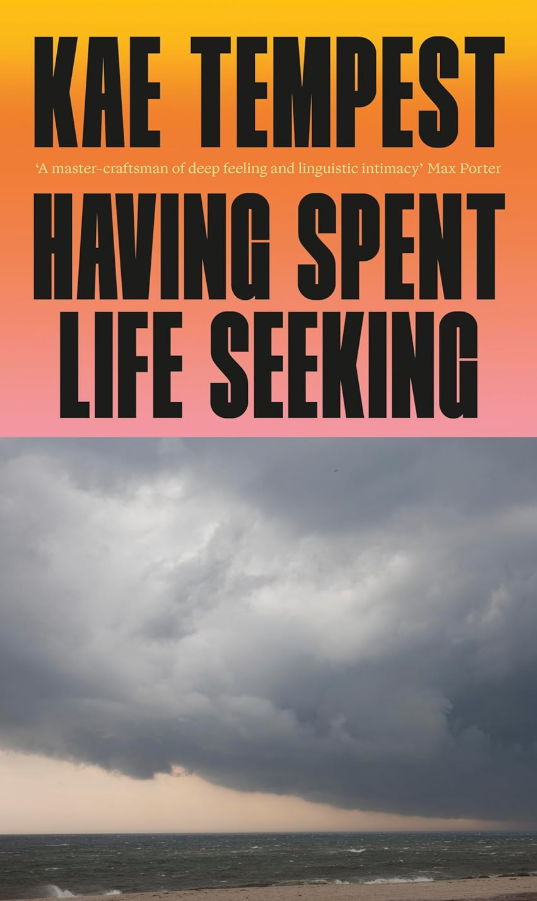 KAE TEMPEST
‘A master-craftsman of deep feeling and linguistic intimacy’ Max Porter
HAVING SPENT
LIFE SEEKING